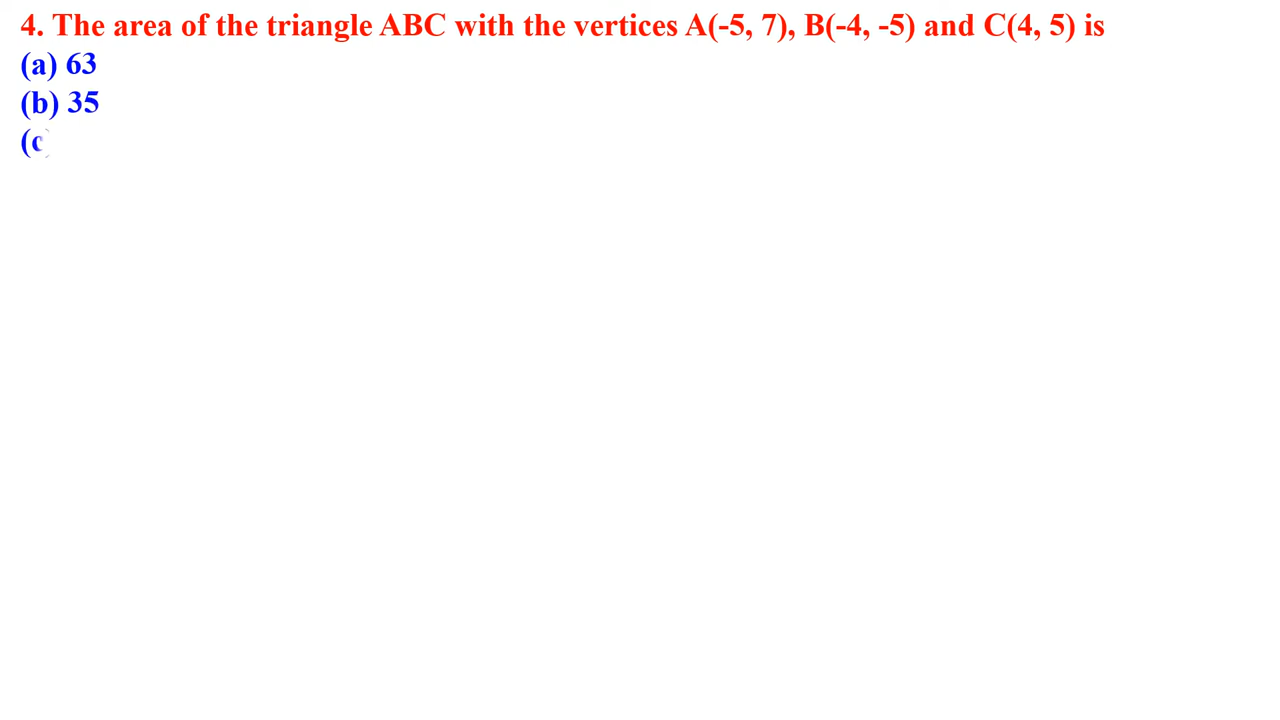 4. The area of the triangle ABC with the vertices A(-5, 7), B(-4, -5) and C(4, 5) is
(a) 63
(b) 35
(c)